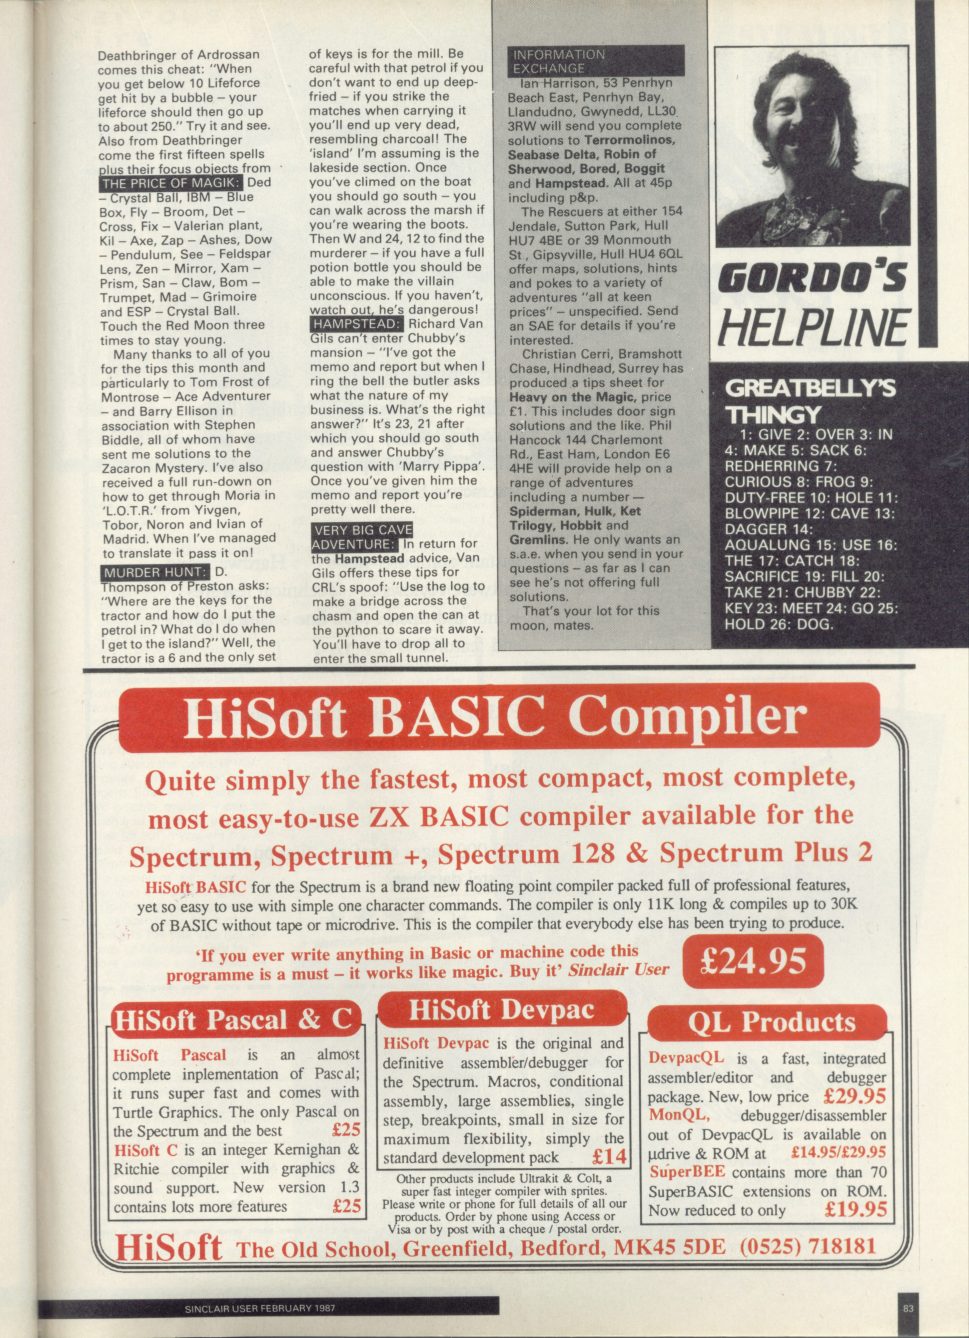 Deathbringer of Ardrossan
comes this cheat: "When
you get below 10 Lifeforce
get hit by a bubble – your
lifeforce should then go up
to about 250." Try it and see.
Also from Deathbringer
come the first fifteen spells
plus their focus objects from
THE PRICE OF MAGIK: Ded
– Crystal Ball, IBM – Blue
Box, Fly – Broom, Det –
Cross, Fix – Valerian plant,
Kil – Axe, Zap – Ashes, Dow
– Pendulum, See – Feldspar
Lens, Zen – Mirror, Xam –
Prism, San – Claw, Bom –
Trumpet, Mad – Grimoire
and ESP – Crystal Ball.
Touch the Red Moon three
times to stay young.
Many thanks to all of you
for the tips this month and
particularly to Tom Frost of
Montrose – Ace Adventurer
– and Barry Ellison in
association with Stephen
Biddle, all of whom have
sent me solutions to the
Zacaron Mystery. I've also
received a full run-down on
how to get through Moria in
'L.O.T.R.' from Yivgen,
Tobor, Noron and Ivian of
Madrid. When I've managed
to translate it pass it on!
MURDER HUNT: D.
Thompson of Preston asks:
"Where are the keys for the
tractor and how do I put the
petrol in? What do I do when
I get to the island?" Well, the
tractor is a 6 and the only set
of keys is for the mill. Be
careful with that petrol if you
don't want to end up deep-
fried – if you strike the
matches when carrying it
you'll end up very dead,
resembling charcoal! The
'island' I'm assuming is the
lakeside section. Once
you've climed on the boat
you should go south – you
can walk across the marsh if
you're wearing the boots.
Then W and 24, 12 to find the
murderer – if you have a full
potion bottle you should be
able to make the villain
unconscious. If you haven't,
watch out, he's dangerous!
HAMPSTEAD: Richard Van
Gils can't enter Chubby's
mansion – "I've got the
memo and report but when I
ring the bell the butler asks
what the nature of my
business is. What's the right
answer?" It's 23, 21 after
which you should go south
and answer Chubby's
question with 'Marry Pippa'.
Once you've given him the
memo and report you're
pretty well there.
VERY BIG CAVE
ADVENTURE: In return for
the Hampstead advice, Van
Gils offers these tips for
CRL's spoof: "Use the log to
make a bridge across the
chasm and open the can at
the python to scare it away.
You'll have to drop all to
enter the small tunnel.
INFORMATION
EXCHANGE
Ian Harrison, 53 Penrhyn
Beach East, Penrhyn Bay,
Llandudno, Gwynedd, LL30
3RW will send you complete
solutions to Terrormolinos,
Seabase Delta, Robin of
Sherwood, Bored, Boggit
and Hampstead. All at 45p
including p&p.
The Rescuers at either 154
Jendale, Sutton Park, Hull
HU7 4BE or 39 Monmouth
St., Gipsyville, Hull HU4 6QL
offer maps, solutions, hints
and pokes to a variety of
adventures "all at keen
prices" – unspecified. Send
an SAE for details if you're
interested.
Christian Cerri, Bramshott
Chase, Hindhead, Surrey has
produced a tips sheet for
Heavy on the Magic, price
£1. This includes door sign
solutions and the like. Phil
Hancock 144 Charlemont
Rd., East Ham, London E6
4HE will provide help on a
range of adventures
including a number —
Spiderman, Hulk, Ket
Trilogy, Hobbit and
Gremlins. He only wants an
s.a.e. when you send in your
questions – as far as I can
see he's not offering full
solutions.
That's your lot for this
moon, mates.
GORDO'S
HELPLINE
GREATBELLY'S
THINGY
1: GIVE 2: OVER 3: IN
4: MAKE 5: SACK 6:
REDHERRING 7:
CURIOUS 8: FROG 9:
DUTY-FREE 10: HOLE 11:
BLOWPIPE 12: CAVE 13:
DAGGER 14:
AQUALUNG 15: USE 16:
THE 17: CATCH 18:
SACRIFICE 19: FILL 20:
TAKE 21: CHUBBY 22:
KEY 23: MEET 24: GO 25:
HOLD 26: DOG.
HiSoft BASIC Compiler
Quite simply the fastest, most compact, most complete,
most easy-to-use ZX BASIC compiler available for the
Spectrum, Spectrum +, Spectrum 128 & Spectrum Plus 2
HiSoft BASIC for the Spectrum is a brand new floating point compiler packed full of professional features,
yet so easy to use with simple one character commands. The compiler is only 11K long & compiles up to 30K
of BASIC without tape or microdrive. This is the compiler that everybody else has been trying to produce.
'If you ever write anything in Basic or machine code this
programme is a must – it works like magic. Buy it' Sinclair User
£24.95
HiSoft Pascal & C
HiSoft Pascal is an almost
complete inplementation of Pascal;
it runs super fast and comes with
Turtle Graphics. The only Pascal on
the Spectrum and the best £25
HiSoft C is an integer Kernighan &
Ritchie compiler with graphics &
sound support. New version 1.3
contains lots more features £25
HiSoft Devpac
HiSoft Devpac is the original and
definitive assembler/debugger for
the Spectrum. Macros, conditional
assembly, large assemblies, single
step, breakpoints, small in size for
maximum flexibility, simply the
standard development pack £14
Other products include Ultrakit & Colt, a
super fast integer compiler with sprites.
Please write or phone for full details of all our
products. Order by phone using Access or
Visa or by post with a cheque / postal order.
QL Products
DevpacQL is a fast, integrated
assembler/editor and debugger
package. New, low price £29.95
MonQL, debugger/disassembler
out of DevpacQL is available on
µdrive & ROM at £14.95/£29.95
SuperBEE contains more than 70
SuperBASIC extensions on ROM.
Now reduced to only £19.95
HiSoft The Old School, Greenfield, Bedford, MK45 5DE (0525) 718181
SINCLAIR USER FEBRUARY 1987
83